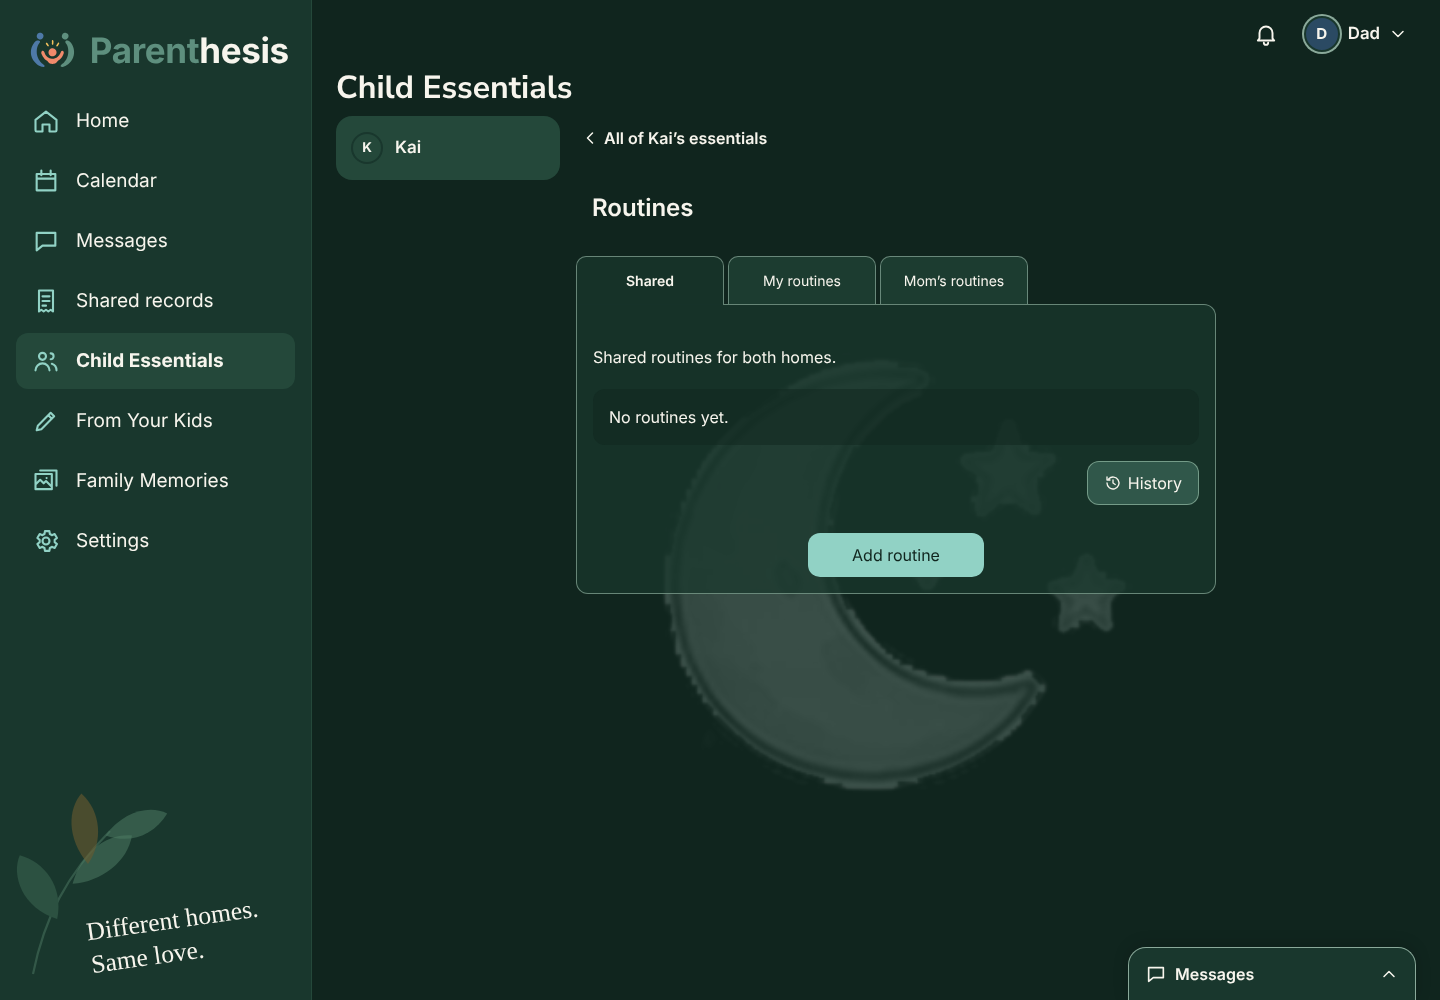 Parenthesis
Home
Calendar
Messages
Shared records
Child Essentials
From Your Kids
Family Memories
Settings
Different homes.
Same love.
D Dad
Child Essentials
K Kai
All of Kai’s essentials
Routines
Shared
My routines
Mom’s routines
Shared routines for both homes.
No routines yet.
History
Add routine
Messages